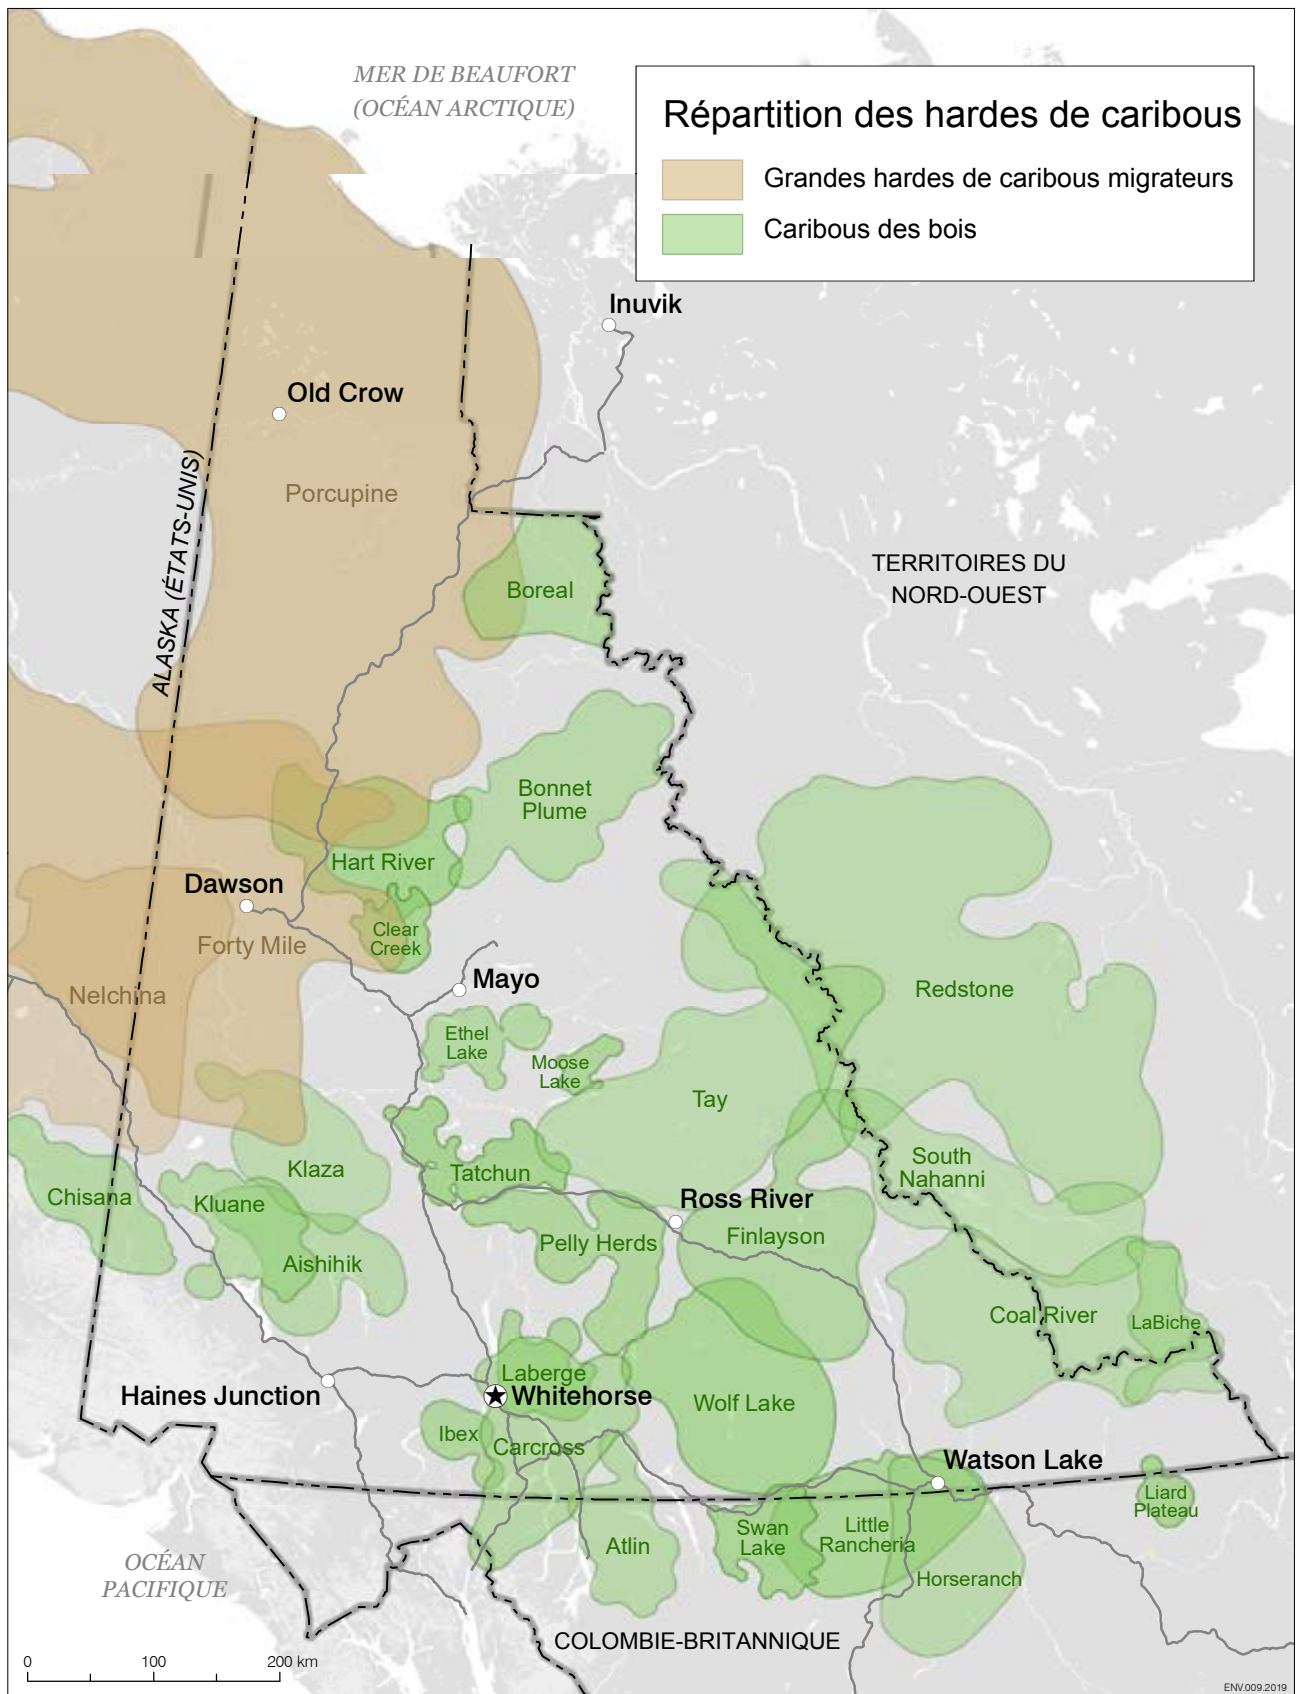 MER DE BEAUFORT
(OCÉAN ARCTIQUE)
Répartition des hardes de caribous
Grandes hardes de caribous migrateurs
Caribous des bois
Inuvik
Old Crow
Porcupine
ALASKA (ÉTATS-UNIS)
TERRITOIRES DU
NORD-OUEST
Boreal
Bonnet
Plume
Hart River
Dawson
Clear
Creek
Forty Mile
Mayo
Nelchina
Redstone
Ethel
Lake
Moose
Lake
Tay
Klaza
Tatchun
South
Nahanni
Chisana
Kluane
Ross River
Finlayson
Pelly Herds
Aishihik
Coal River
LaBiche
Laberge
Haines Junction
Whitehorse
Wolf Lake
Ibex
Carcross
Watson Lake
Liard
Plateau
Swan
Lake
Little
Rancheria
Atlin
Horseranch
OCÉAN
PACIFIQUE
COLOMBIE-BRITANNIQUE
0 100 200 km
ENV.009.2019